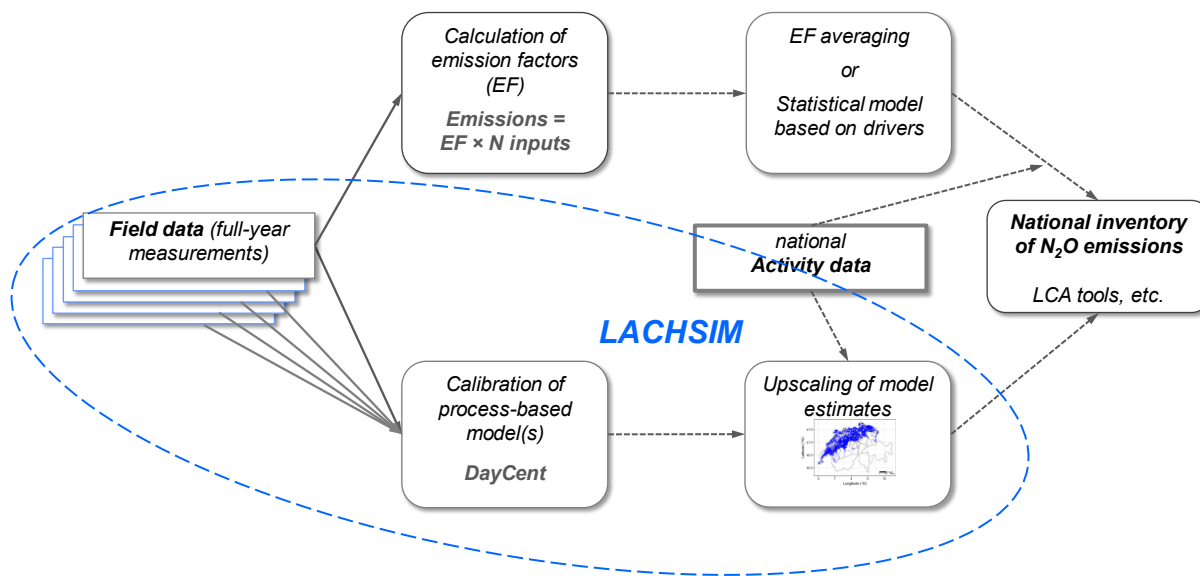 Calculation of
emission factors
(EF)
Emissions =
EF × N inputs
EF averaging
or
Statistical model
based on drivers
Field data (full-year
measurements)
national
Activity data
National inventory
of N₂O emissions
LCA tools, etc.
LACHSIM
Calibration of
process-based
model(s)
DayCent
Upscaling of model
estimates